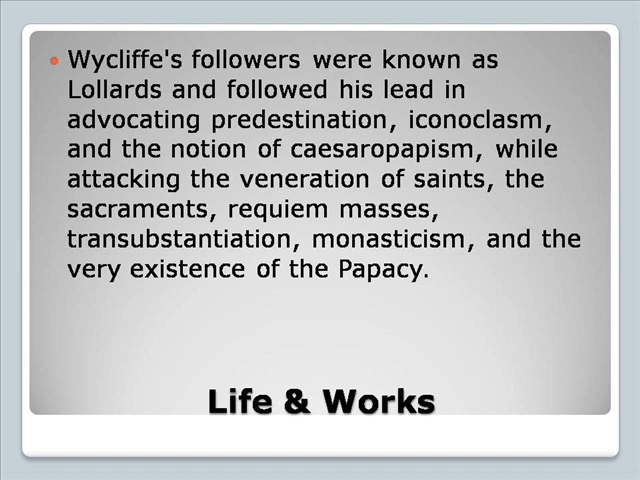 Wycliffe's followers were known as
Lollards and followed his lead in
advocating predestination, iconoclasm,
and the notion of caesaropapism, while
attacking the veneration of saints, the
sacraments, requiem masses,
transubstantiation, monasticism, and the
very existence of the Papacy.
Life & Works